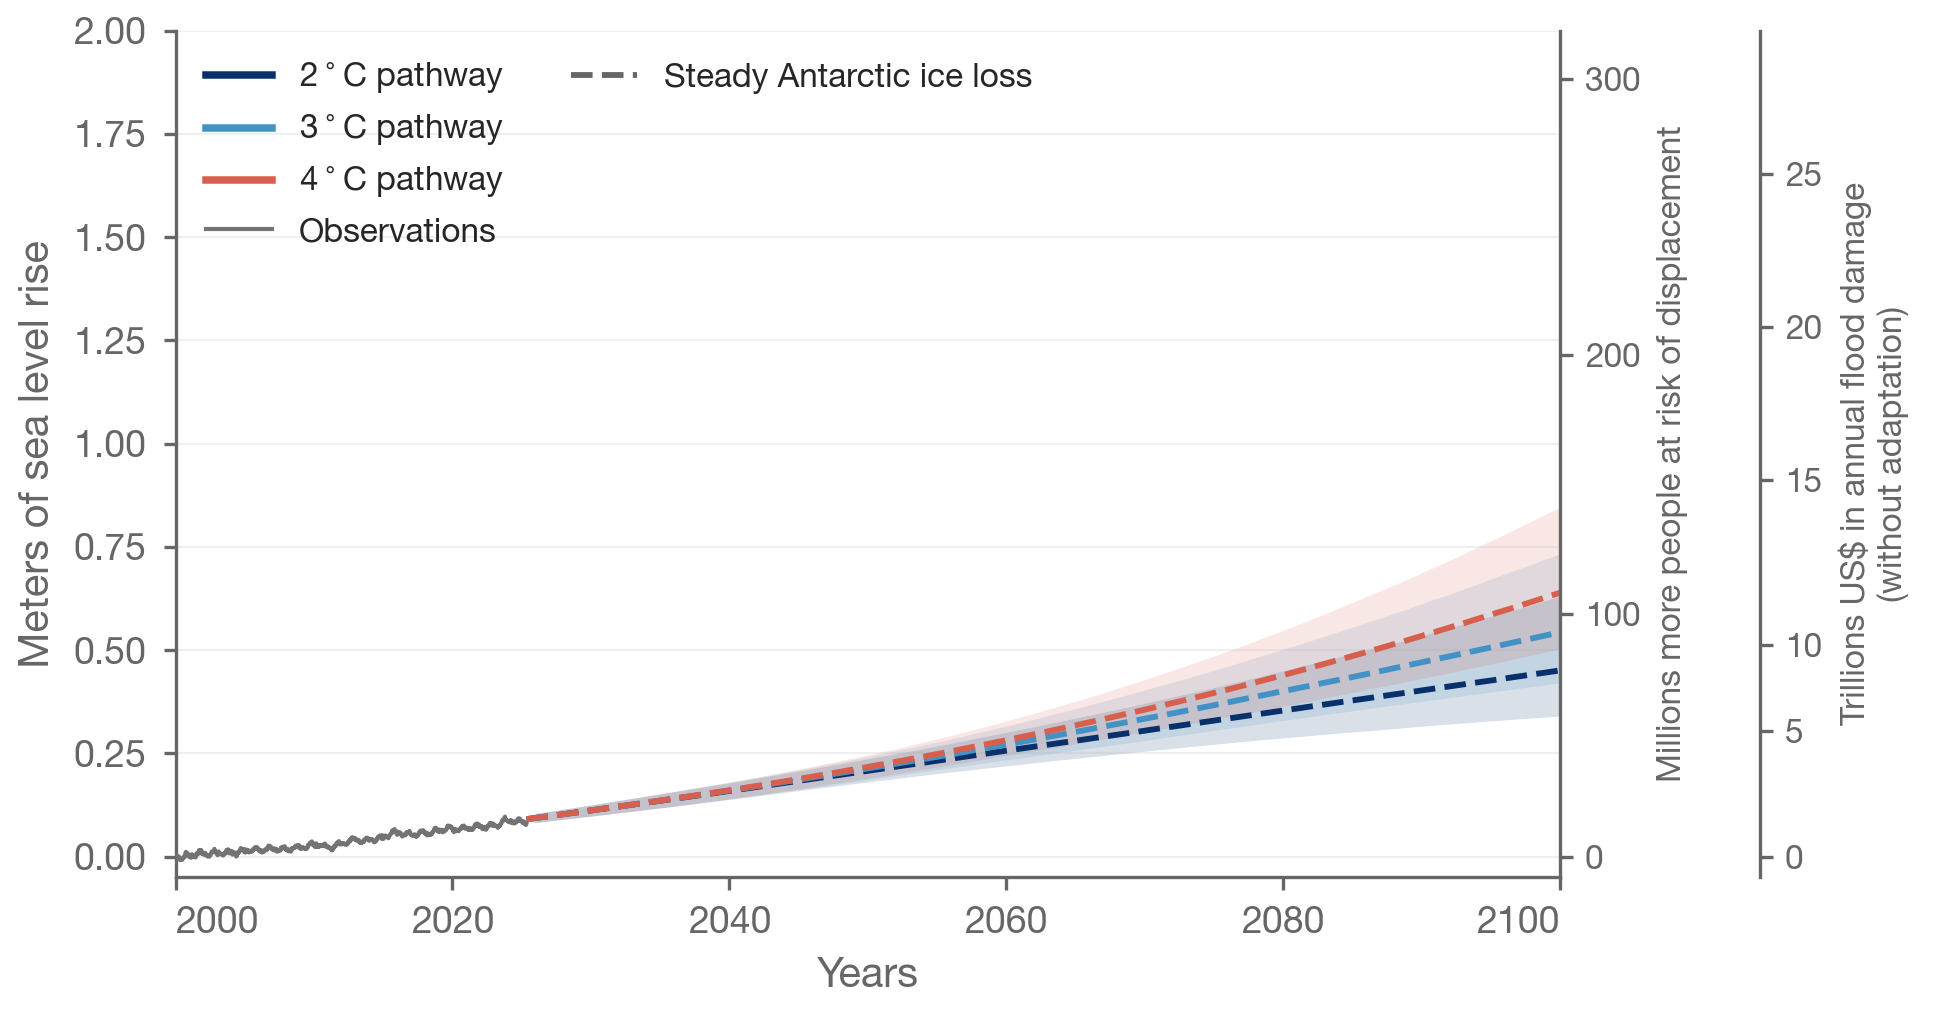 2.00
1.75
1.50
1.25
1.00
0.75
0.50
0.25
0.00
Meters of sea level rise
2°C pathway
3°C pathway
4°C pathway
Observations
Steady Antarctic ice loss
2000
2020
2040
2060
2080
2100
Years
300
200
100
0
Millions more people at risk of displacement
25
20
15
10
5
0
Trillions US$ in annual flood damage
(without adaptation)